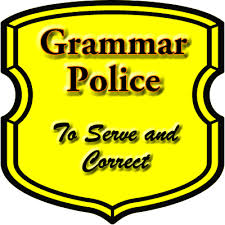 Grammar
Police
To Serve and
Correct